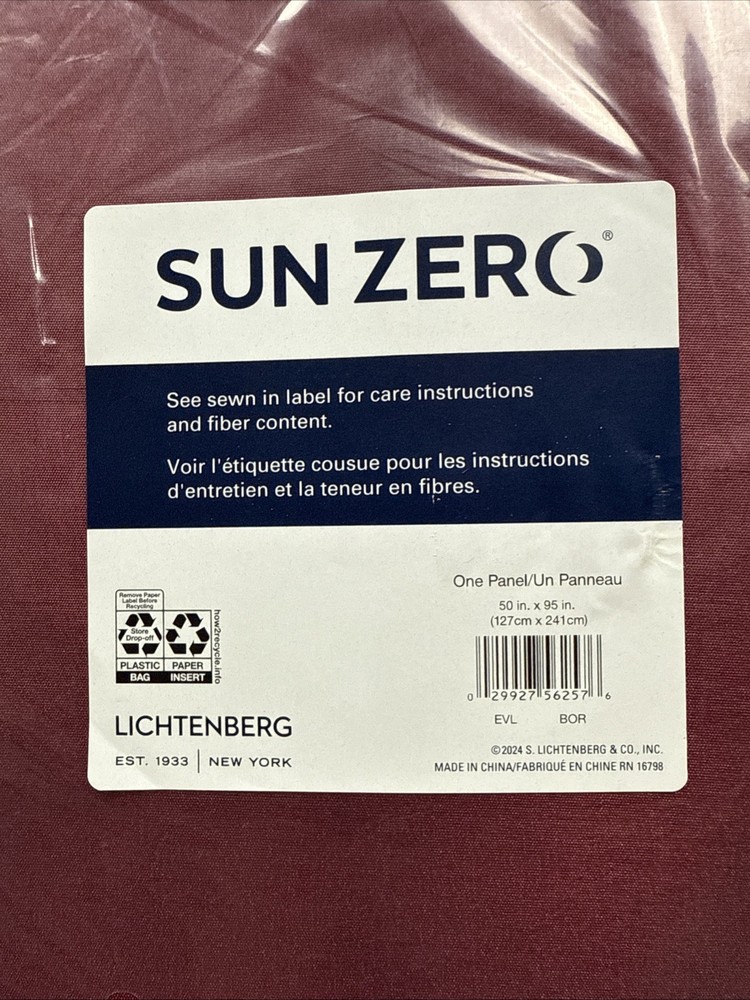 SUN ZERO®
See sewn in label for care instructions
and fiber content.
Voir l'étiquette cousue pour les instructions
d'entretien et la teneur en fibres.
One Panel/Un Panneau
50 in. x 95 in.
(127cm x 241cm)
0 29927 56257 6
EVL BOR
Remove Paper
Label Before
Recycling
Store
Drop-off
PLASTIC
BAG
PAPER
INSERT
how2recycle.info
LICHTENBERG
EST. 1933 | NEW YORK
©2024 S. LICHTENBERG & CO., INC.
MADE IN CHINA/FABRIQUÉ EN CHINE RN 16798